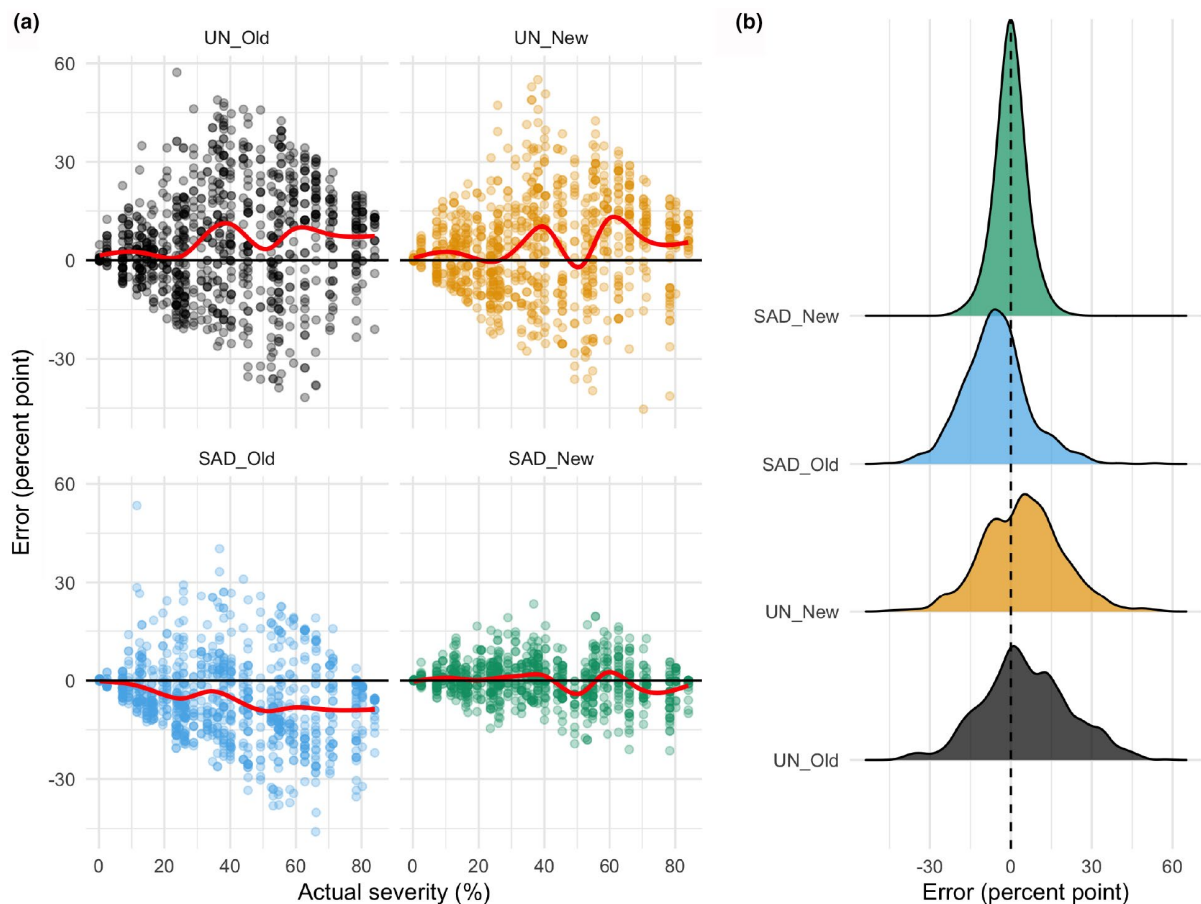 (a)
UN_Old
UN_New
60
30
0
-30
SAD_Old
SAD_New
60
30
0
-30
0 20 40 60 80
0 20 40 60 80
Error (percent point)
Actual severity (%)
(b)
SAD_New
SAD_Old
UN_New
UN_Old
-30 0 30 60
Error (percent point)